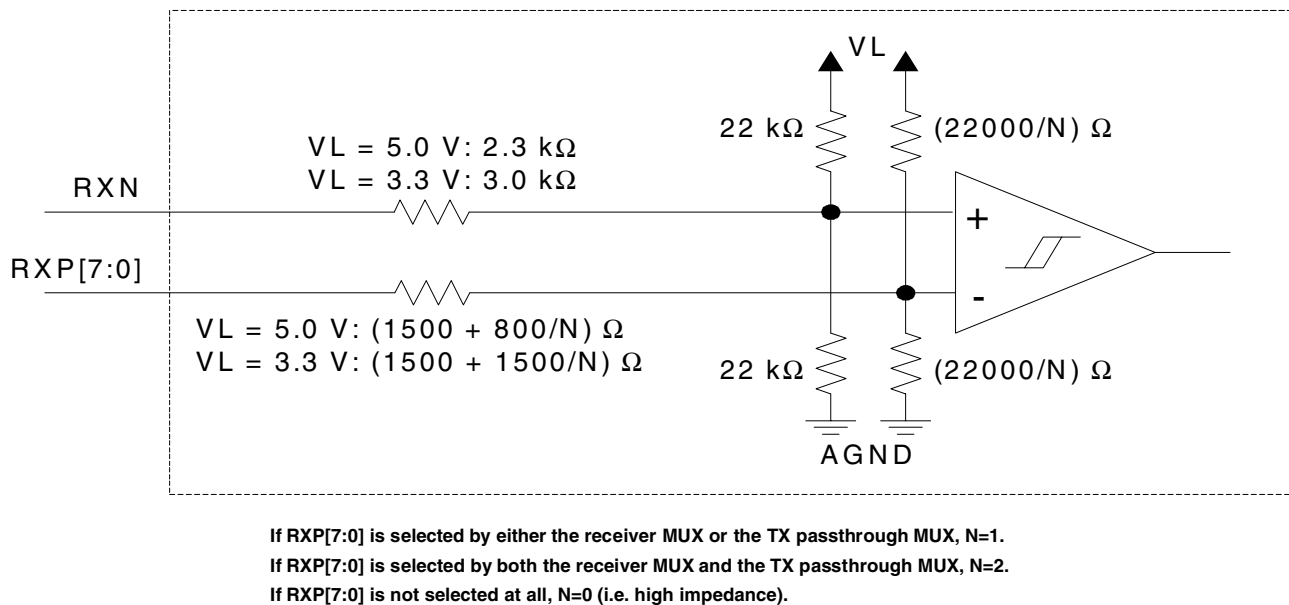 VL
22 kΩ
(22000/N) Ω
VL = 5.0 V: 2.3 kΩ
VL = 3.3 V: 3.0 kΩ
RXN
+
RXP[7:0]
-
VL = 5.0 V: (1500 + 800/N) Ω
VL = 3.3 V: (1500 + 1500/N) Ω
22 kΩ
(22000/N) Ω
AGND
If RXP[7:0] is selected by either the receiver MUX or the TX passthrough MUX, N=1.
If RXP[7:0] is selected by both the receiver MUX and the TX passthrough MUX, N=2.
If RXP[7:0] is not selected at all, N=0 (i.e. high impedance).